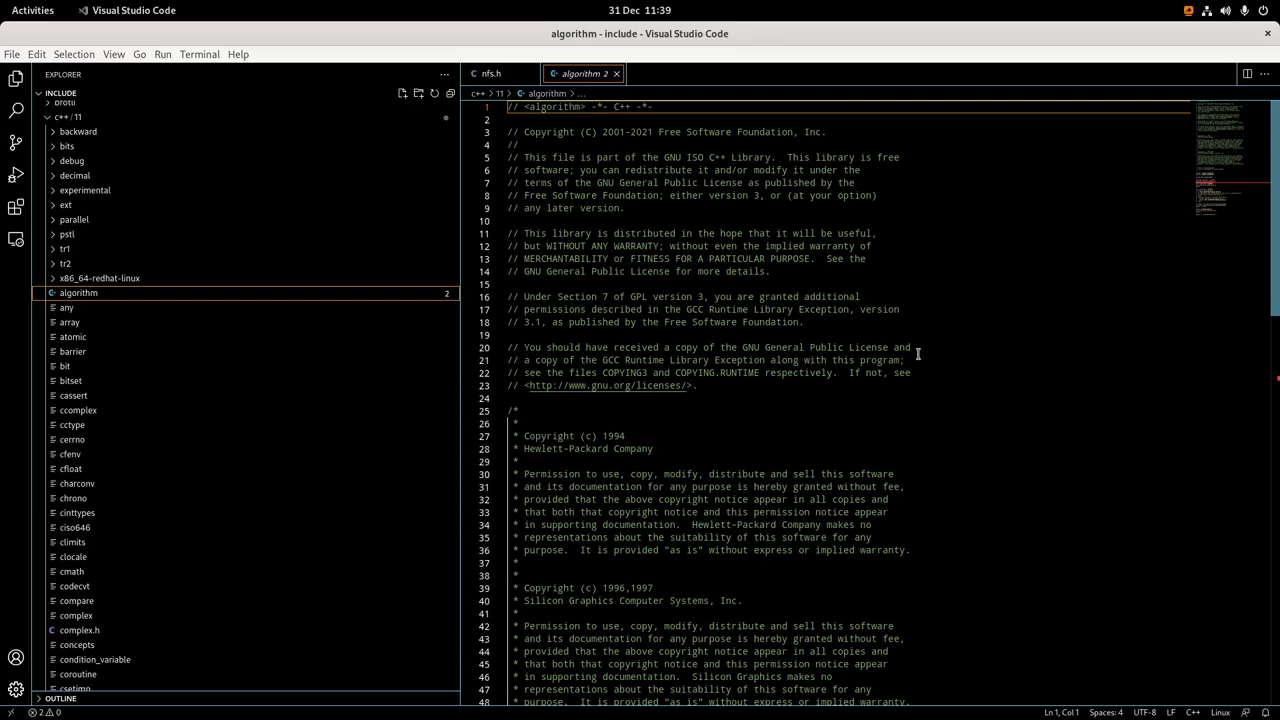 Activities
Visual Studio Code
31 Dec 11:39
algorithm - include - Visual Studio Code
File Edit Selection View Go Run Terminal Help
EXPLORER
INCLUDE
c++ / 11
backward
bits
debug
decimal
experimental
ext
parallel
pstl
tr1
tr2
x86_64-redhat-linux
algorithm 2
any
array
atomic
barrier
bit
bitset
cassert
ccomplex
cctype
cerrno
cfenv
cfloat
charconv
chrono
cinttypes
ciso646
climits
clocale
cmath
codecvt
compare
complex
complex.h
concepts
condition_variable
coroutine
csetjmp
OUTLINE
nfs.h
algorithm 2
c++ > 11 > algorithm > ...
1 // <algorithm> -*- C++ -*-
2
3 // Copyright (C) 2001-2021 Free Software Foundation, Inc.
4 //
5 // This file is part of the GNU ISO C++ Library.  This library is free
6 // software; you can redistribute it and/or modify it under the
7 // terms of the GNU General Public License as published by the
8 // Free Software Foundation; either version 3, or (at your option)
9 // any later version.
10
11 // This library is distributed in the hope that it will be useful,
12 // but WITHOUT ANY WARRANTY; without even the implied warranty of
13 // MERCHANTABILITY or FITNESS FOR A PARTICULAR PURPOSE.  See the
14 // GNU General Public License for more details.
15
16 // Under Section 7 of GPL version 3, you are granted additional
17 // permissions described in the GCC Runtime Library Exception, version
18 // 3.1, as published by the Free Software Foundation.
19
20 // You should have received a copy of the GNU General Public License and
21 // a copy of the GCC Runtime Library Exception along with this program;
22 // see the files COPYING3 and COPYING.RUNTIME respectively.  If not, see
23 // <http://www.gnu.org/licenses/>.
24
25 /*
26 *
27 * Copyright (c) 1994
28 * Hewlett-Packard Company
29 *
30 * Permission to use, copy, modify, distribute and sell this software
31 * and its documentation for any purpose is hereby granted without fee,
32 * provided that the above copyright notice appear in all copies and
33 * that both that copyright notice and this permission notice appear
34 * in supporting documentation.  Hewlett-Packard Company makes no
35 * representations about the suitability of this software for any
36 * purpose.  It is provided "as is" without express or implied warranty.
37 *
38 *
39 * Copyright (c) 1996,1997
40 * Silicon Graphics Computer Systems, Inc.
41 *
42 * Permission to use, copy, modify, distribute and sell this software
43 * and its documentation for any purpose is hereby granted without fee,
44 * provided that the above copyright notice appear in all copies and
45 * that both that copyright notice and this permission notice appear
46 * in supporting documentation.  Silicon Graphics makes no
47 * representations about the suitability of this software for any
48 * purpose.  It is provided "as is" without express or implied warranty.
2 0
Ln 1, Col 1 Spaces: 4 UTF-8 LF C++ Linux